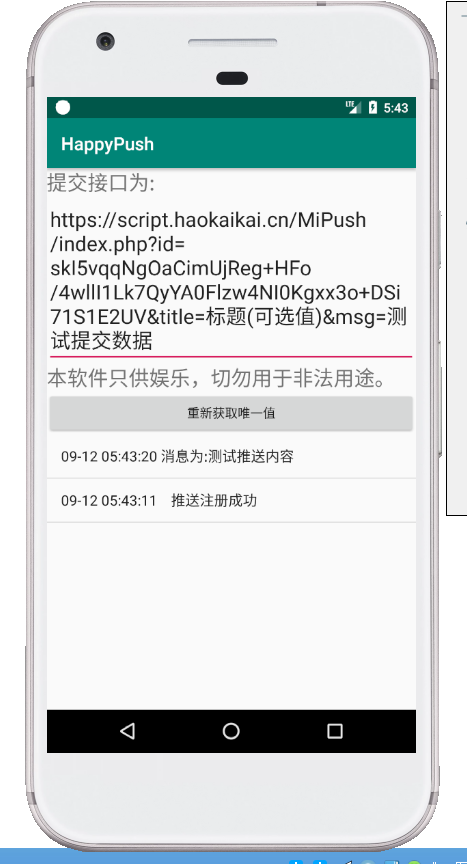 LTE 5:43
HappyPush
提交接口为:
https://script.haokaikai.cn/MiPush
/index.php?id=
skI5vqqNgOaCimUjReg+HFo
/4wllI1Lk7QyYA0Flzw4NI0Kgxx3o+DSi
71S1E2UV&title=标题(可选值)&msg=测
试提交数据
本软件只供娱乐，切勿用于非法用途。
重新获取唯一值
09-12 05:43:20 消息为:测试推送内容
09-12 05:43:11 推送注册成功